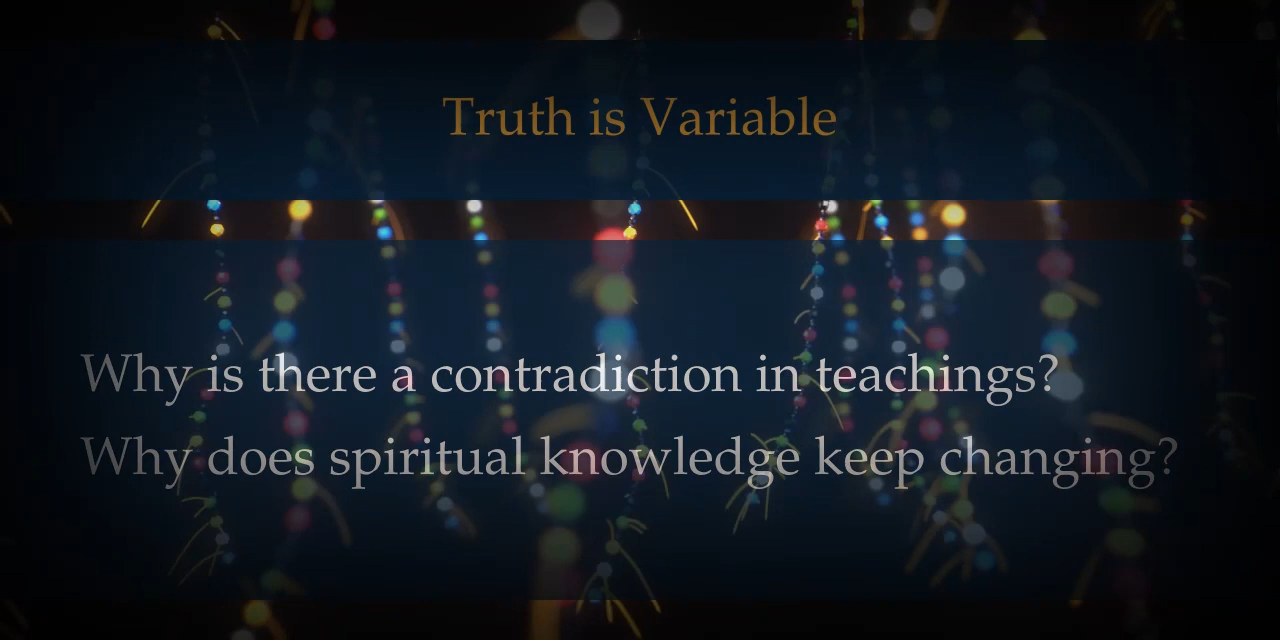 Truth is Variable
Why is there a contradiction in teachings?
Why does spiritual knowledge keep changing?